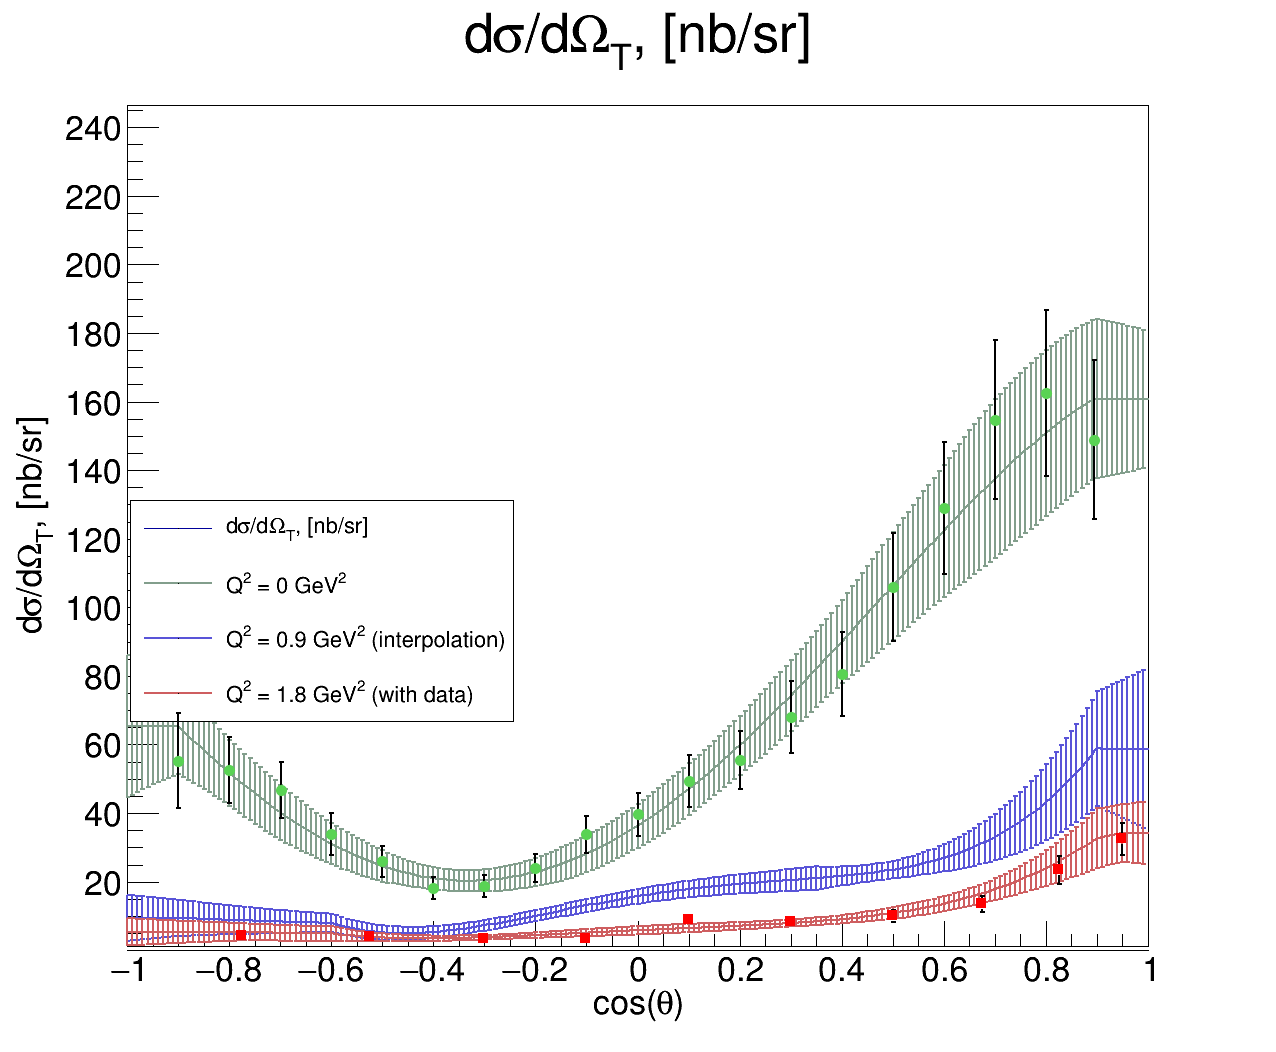 dσ/dΩT, [nb/sr]
dσ/dΩT, [nb/sr]
240
220
200
180
160
140
120
100
80
60
40
20
dσ/dΩT, [nb/sr]
Q² = 0 GeV²
Q² = 0.9 GeV² (interpolation)
Q² = 1.8 GeV² (with data)
−1 −0.8 −0.6 −0.4 −0.2 0 0.2 0.4 0.6 0.8 1
cos(θ)